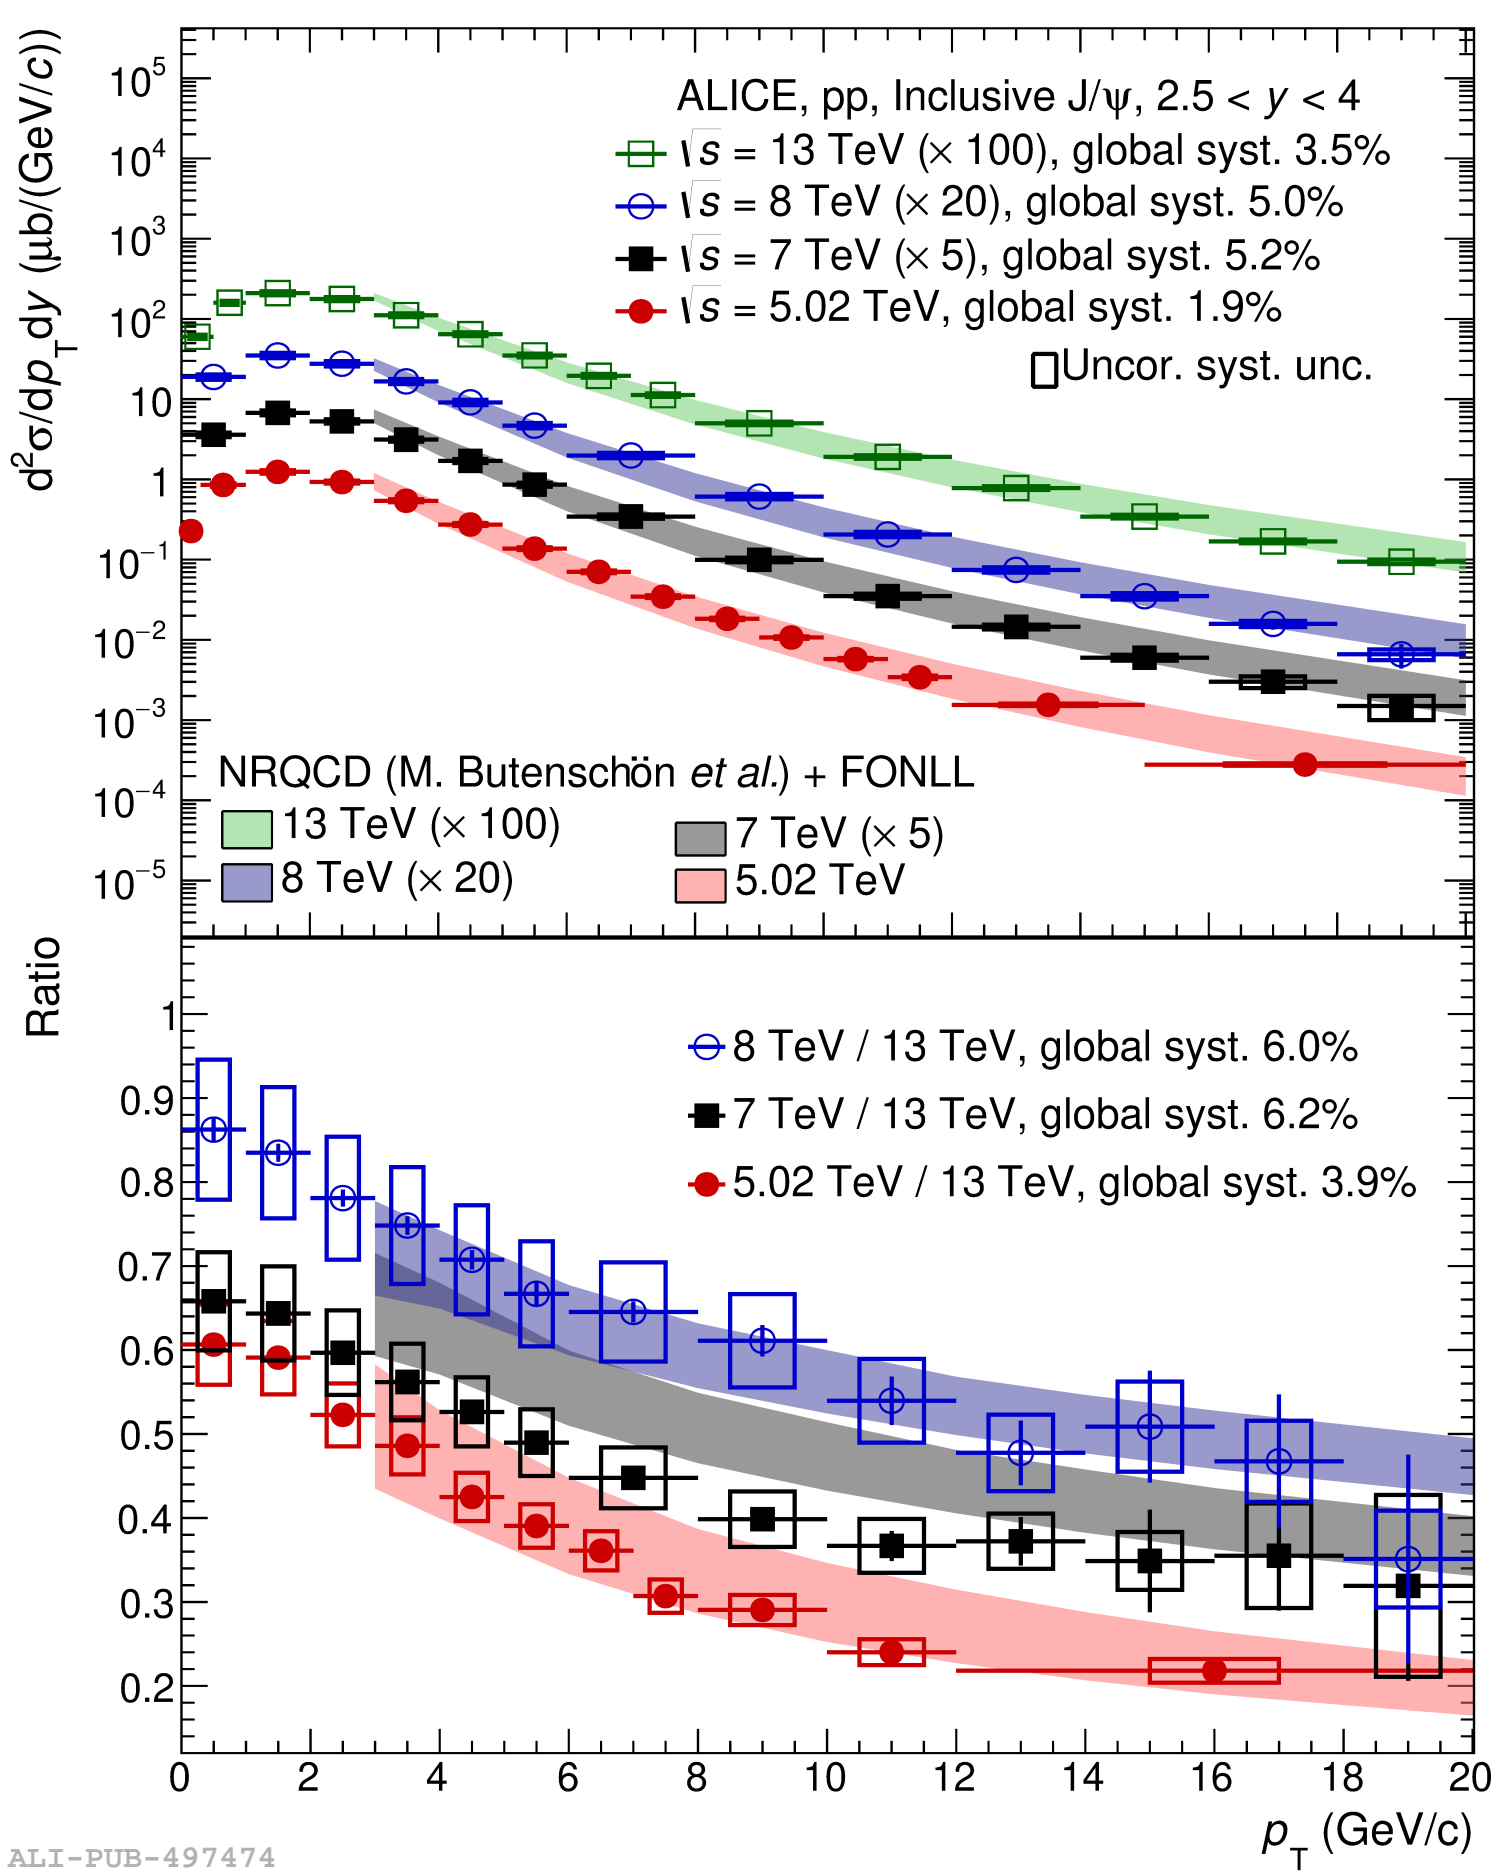 d²σ/dp_T dy (μb/(GeV/c))
10⁵
10⁴
10³
10²
10
1
10⁻¹
10⁻²
10⁻³
10⁻⁴
10⁻⁵
ALICE, pp, Inclusive J/ψ, 2.5 < y < 4
√s = 13 TeV (× 100), global syst. 3.5%
√s = 8 TeV (× 20), global syst. 5.0%
√s = 7 TeV (× 5), global syst. 5.2%
√s = 5.02 TeV, global syst. 1.9%
Uncor. syst. unc.
NRQCD (M. Butenschön et al.) + FONLL
13 TeV (× 100)
8 TeV (× 20)
7 TeV (× 5)
5.02 TeV
Ratio
1
0.9
0.8
0.7
0.6
0.5
0.4
0.3
0.2
8 TeV / 13 TeV, global syst. 6.0%
7 TeV / 13 TeV, global syst. 6.2%
5.02 TeV / 13 TeV, global syst. 3.9%
0 2 4 6 8 10 12 14 16 18 20
p_T (GeV/c)
ALI-PUB-497474